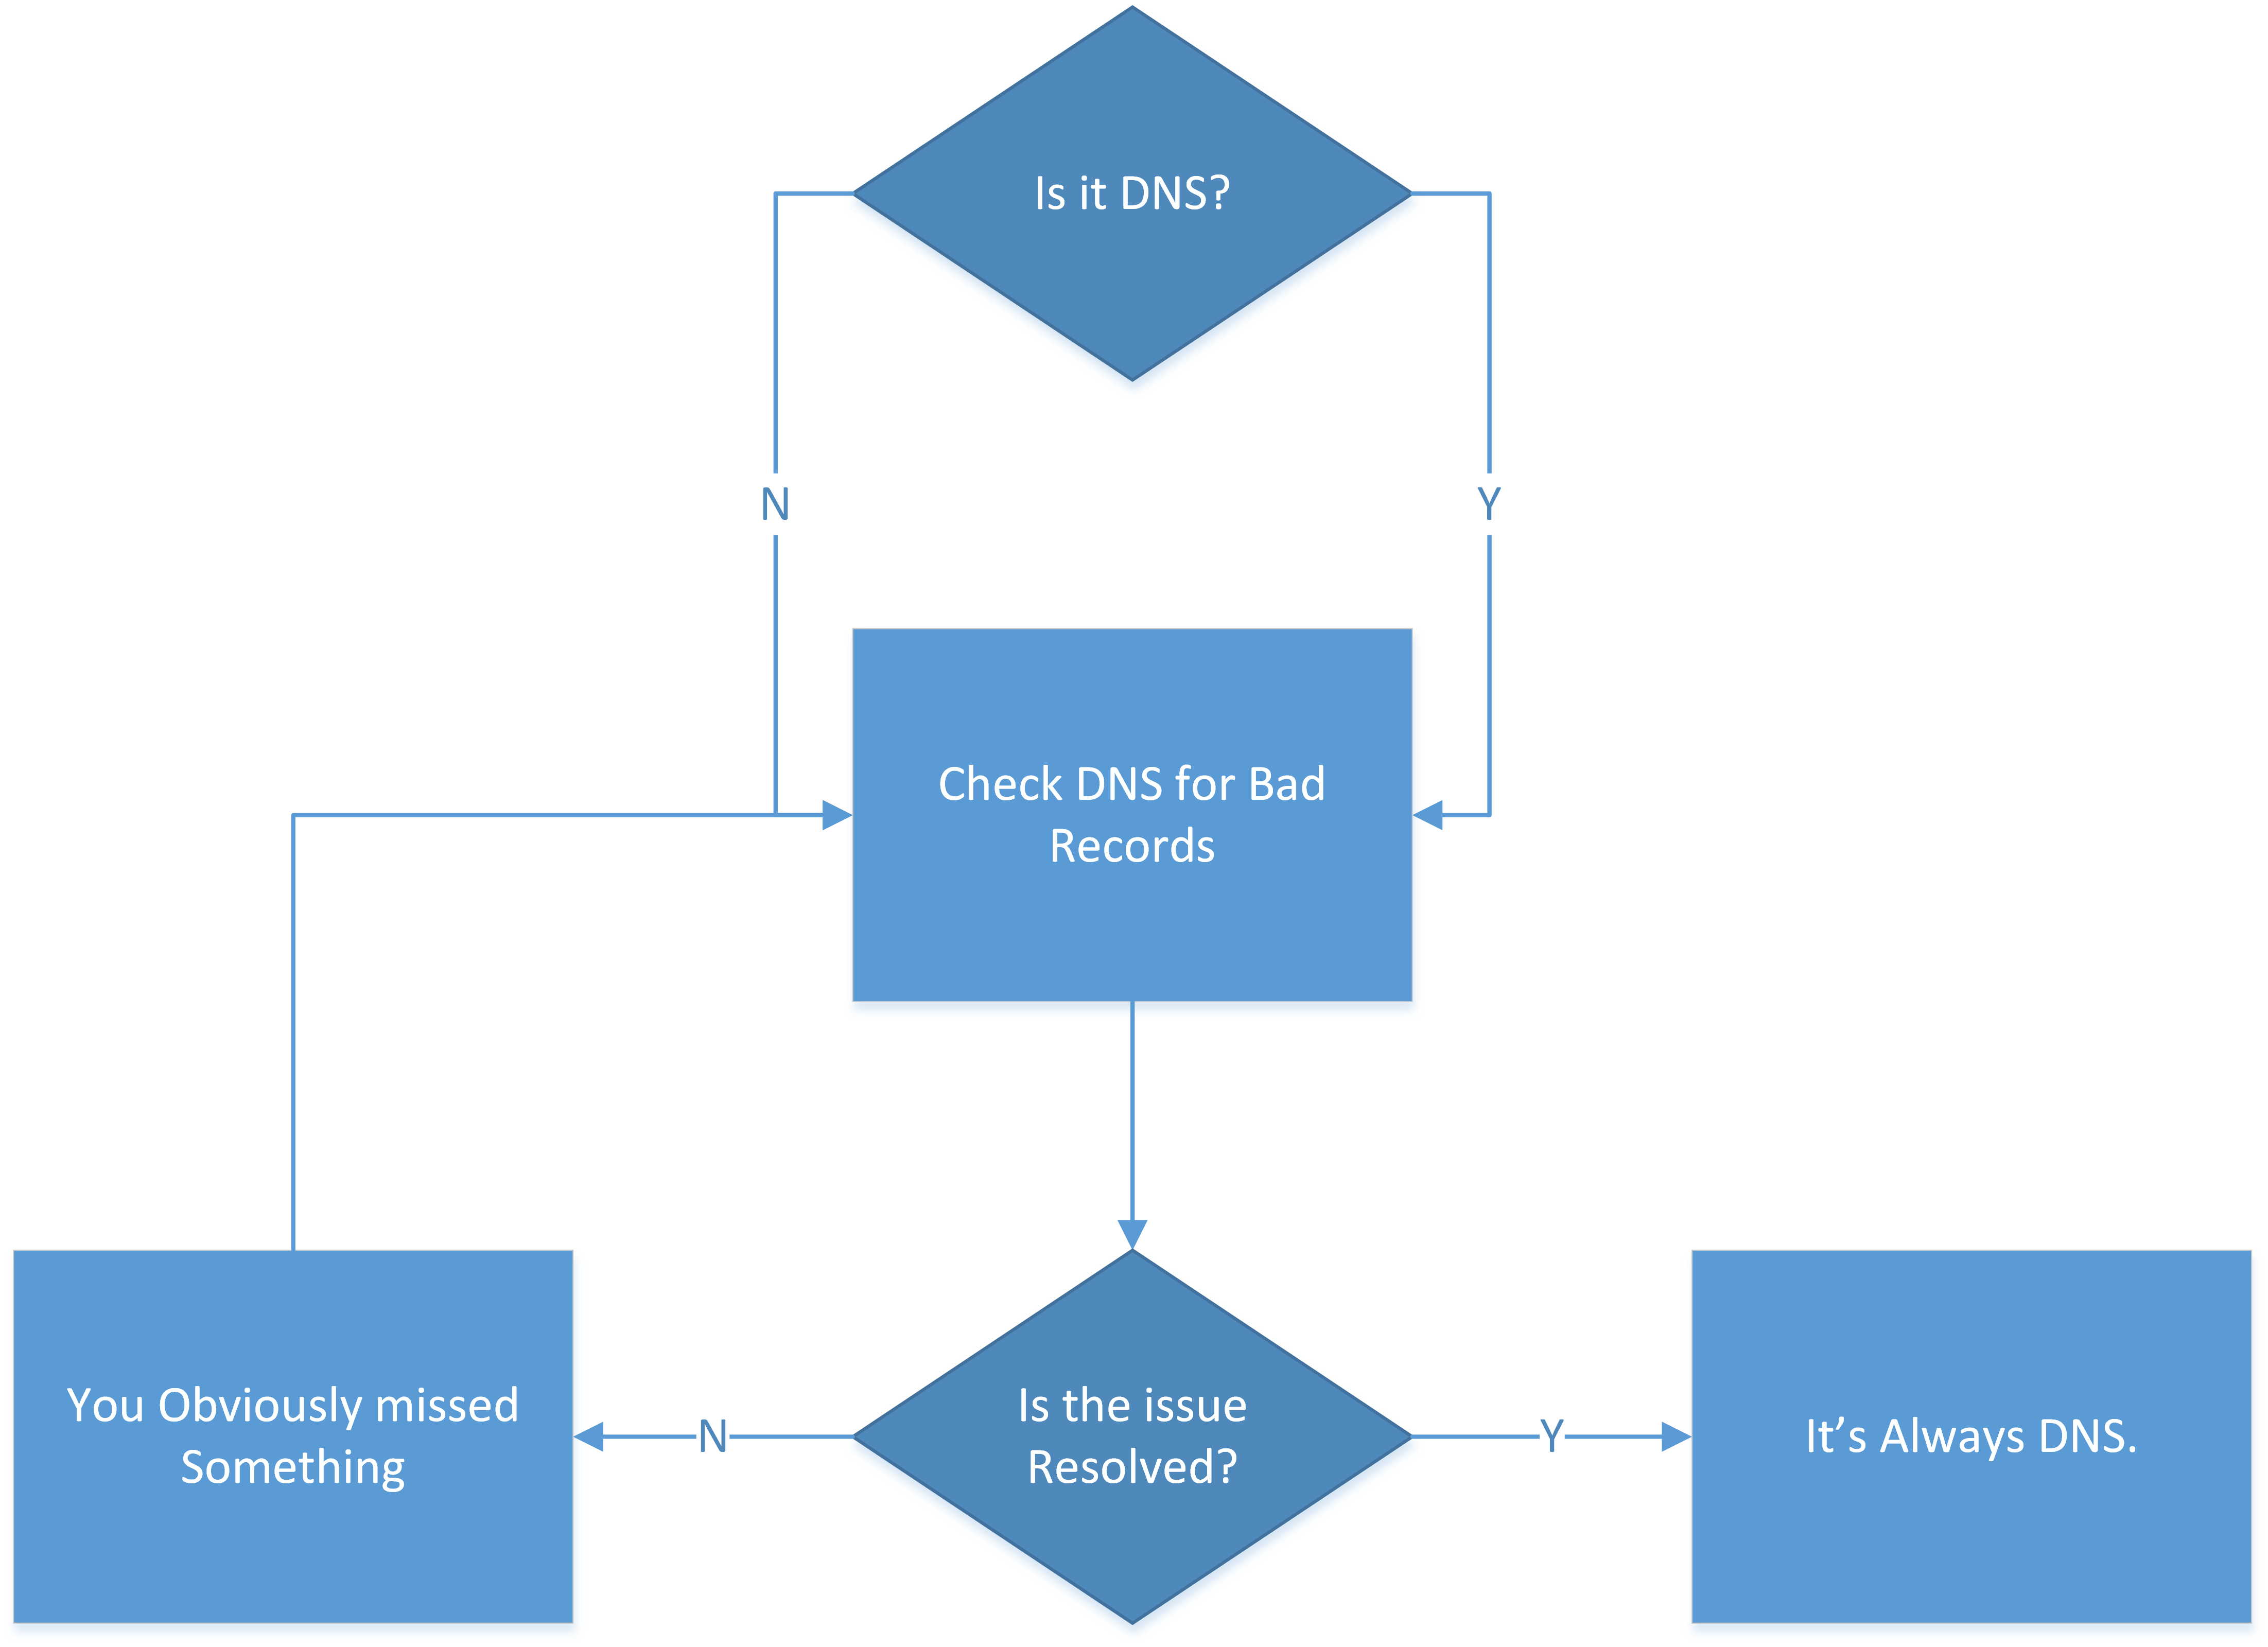 Is it DNS?
N
Y
Check DNS for Bad
Records
You Obviously missed
Something
N
Is the issue
Resolved?
Y
It’s Always DNS.